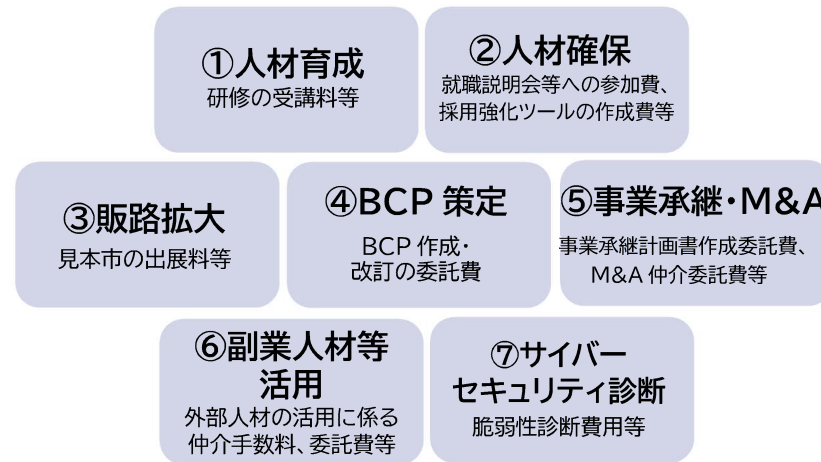 ①人材育成
研修の受講料等
②人材確保
就職説明会等への参加費、
採用強化ツールの作成費等
③販路拡大
見本市の出展料等
④BCP 策定
BCP 作成・
改訂の委託費
⑤事業承継・M&A
事業承継計画書作成委託費、
M&A 仲介委託費等
⑥副業人材等
活用
外部人材の活用に係る
仲介手数料、委託費等
⑦サイバー
セキュリティ診断
脆弱性診断費用等